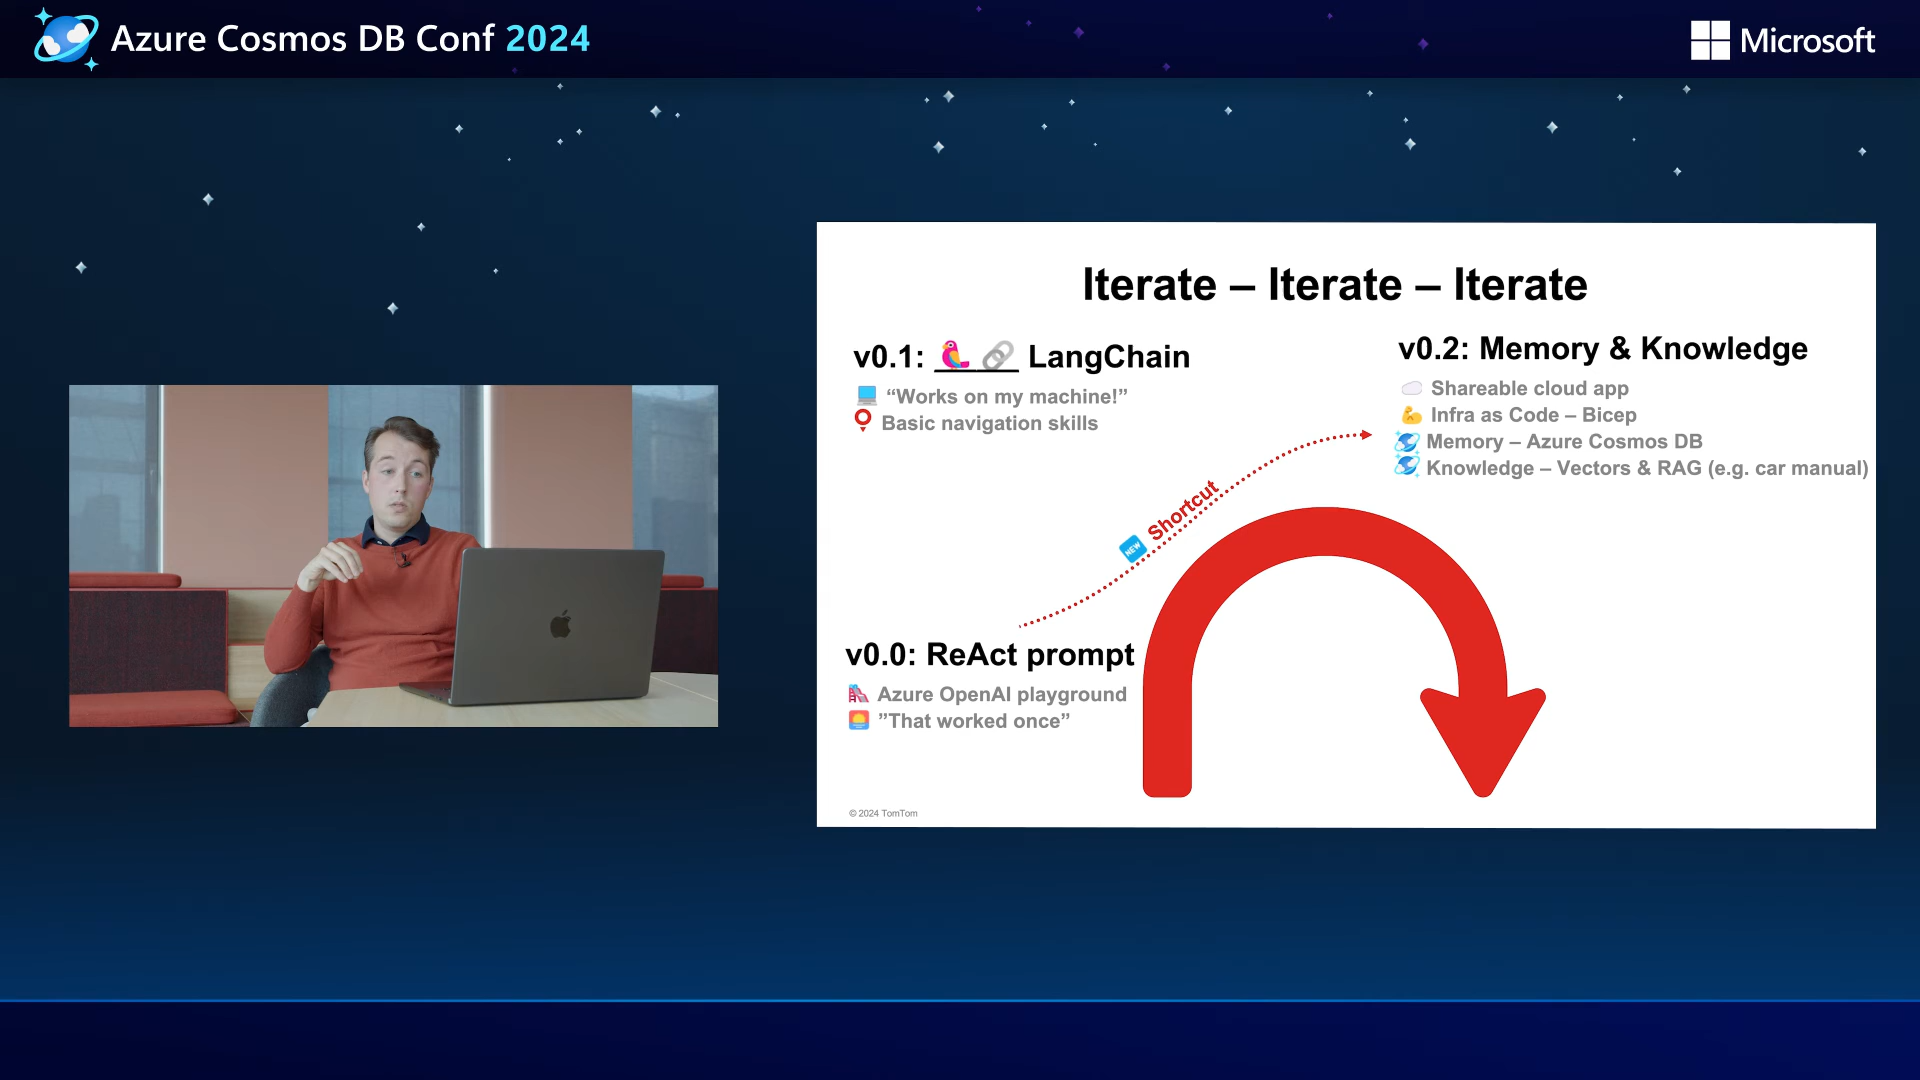 Azure Cosmos DB Conf 2024
Microsoft
Iterate – Iterate – Iterate
v0.1: 🦜🔗 LangChain
💻 “Works on my machine!”
Basic navigation skills
v0.2: Memory & Knowledge
☁️ Shareable cloud app
💪 Infra as Code – Bicep
Memory – Azure Cosmos DB
Knowledge – Vectors & RAG (e.g. car manual)
NEW Shortcut
v0.0: ReAct prompt
🛝 Azure OpenAI playground
🌅 ”That worked once”
© 2024 TomTom